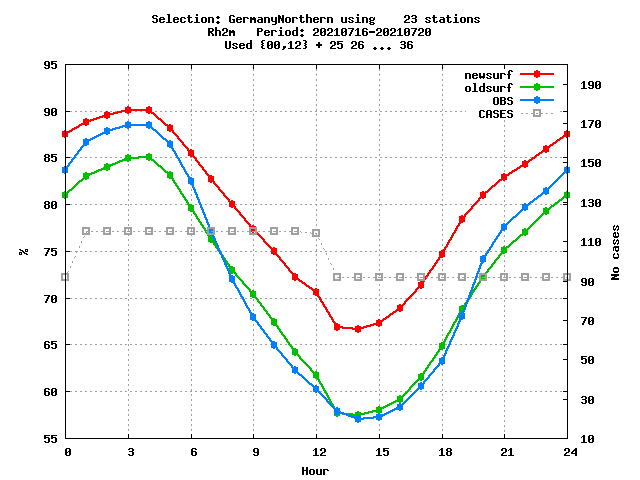 Selection: GermanyNorthern using    23 stations
Rh2m   Period: 20210716-20210720
Used {00,12} + 25 26 ... 36
newsurf
oldsurf
OBS
CASES
95
90
85
80
75
70
65
60
55
%
190
170
150
130
110
90
70
50
30
10
No cases
0 3 6 9 12 15 18 21 24
Hour